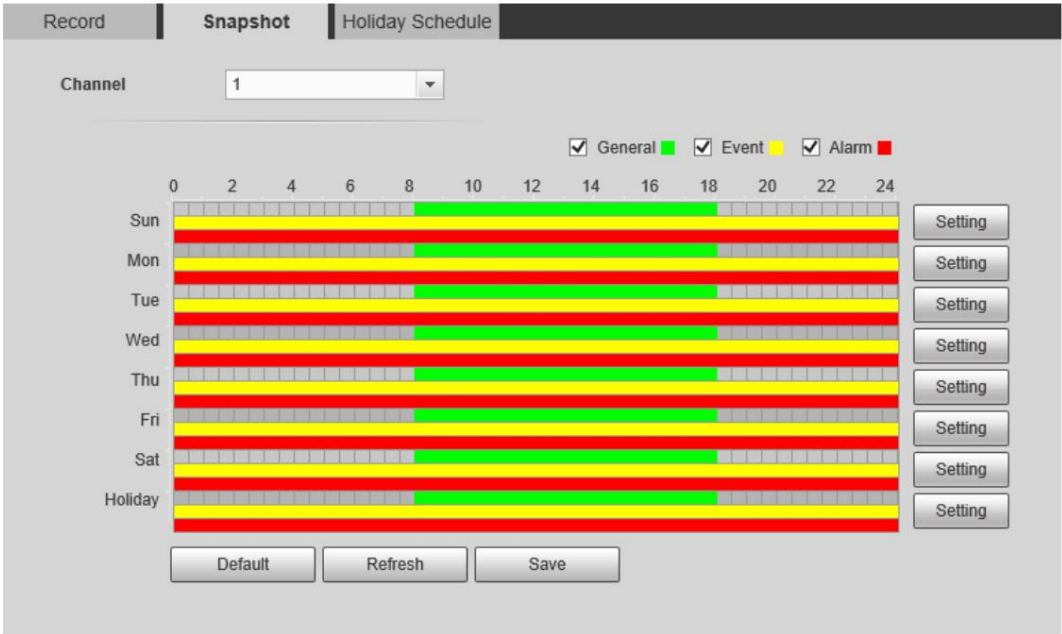 Record Snapshot Holiday Schedule
Channel 1
General Event Alarm
0 2 4 6 8 10 12 14 16 18 20 22 24
Sun Setting
Mon Setting
Tue Setting
Wed Setting
Thu Setting
Fri Setting
Sat Setting
Holiday Setting
Default Refresh Save